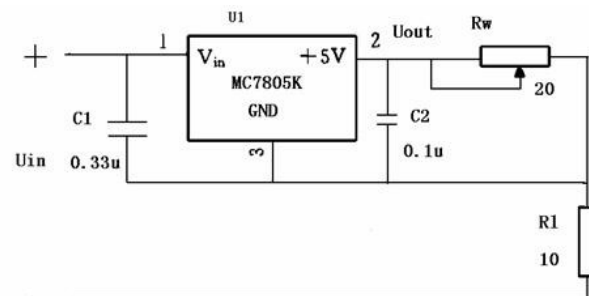 U1
1
2
Uout
Rw
+
Vin
+5V
MC7805K
GND
20
C1
C2
3
Uin
0.33u
0.1u
R1
10